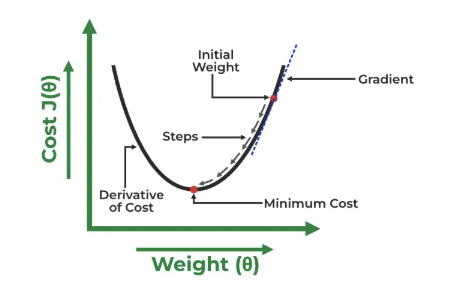 Initial
Weight
Gradient
Cost J(θ)
Steps
Derivative
of Cost
Minimum Cost
Weight (θ)